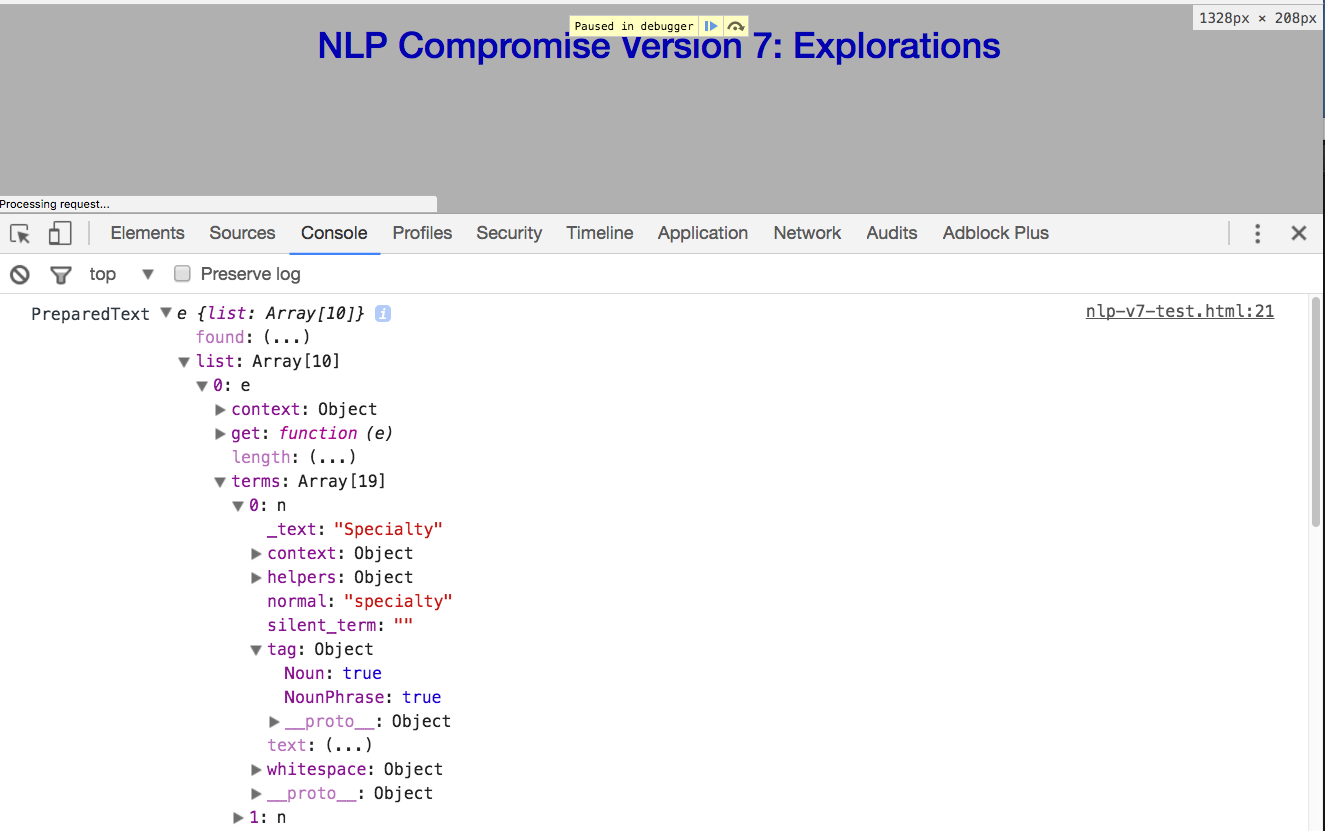 Paused in debugger
1328px × 208px
NLP Compromise Version 7: Explorations
Processing request...
Elements Sources Console Profiles Security Timeline Application Network Audits Adblock Plus
top Preserve log
PreparedText e {list: Array[10]} i nlp-v7-test.html:21
found: (...)
list: Array[10]
0: e
context: Object
get: function (e)
length: (...)
terms: Array[19]
0: n
_text: "Specialty"
context: Object
helpers: Object
normal: "specialty"
silent_term: ""
tag: Object
Noun: true
NounPhrase: true
__proto__: Object
text: (...)
whitespace: Object
__proto__: Object
1: n